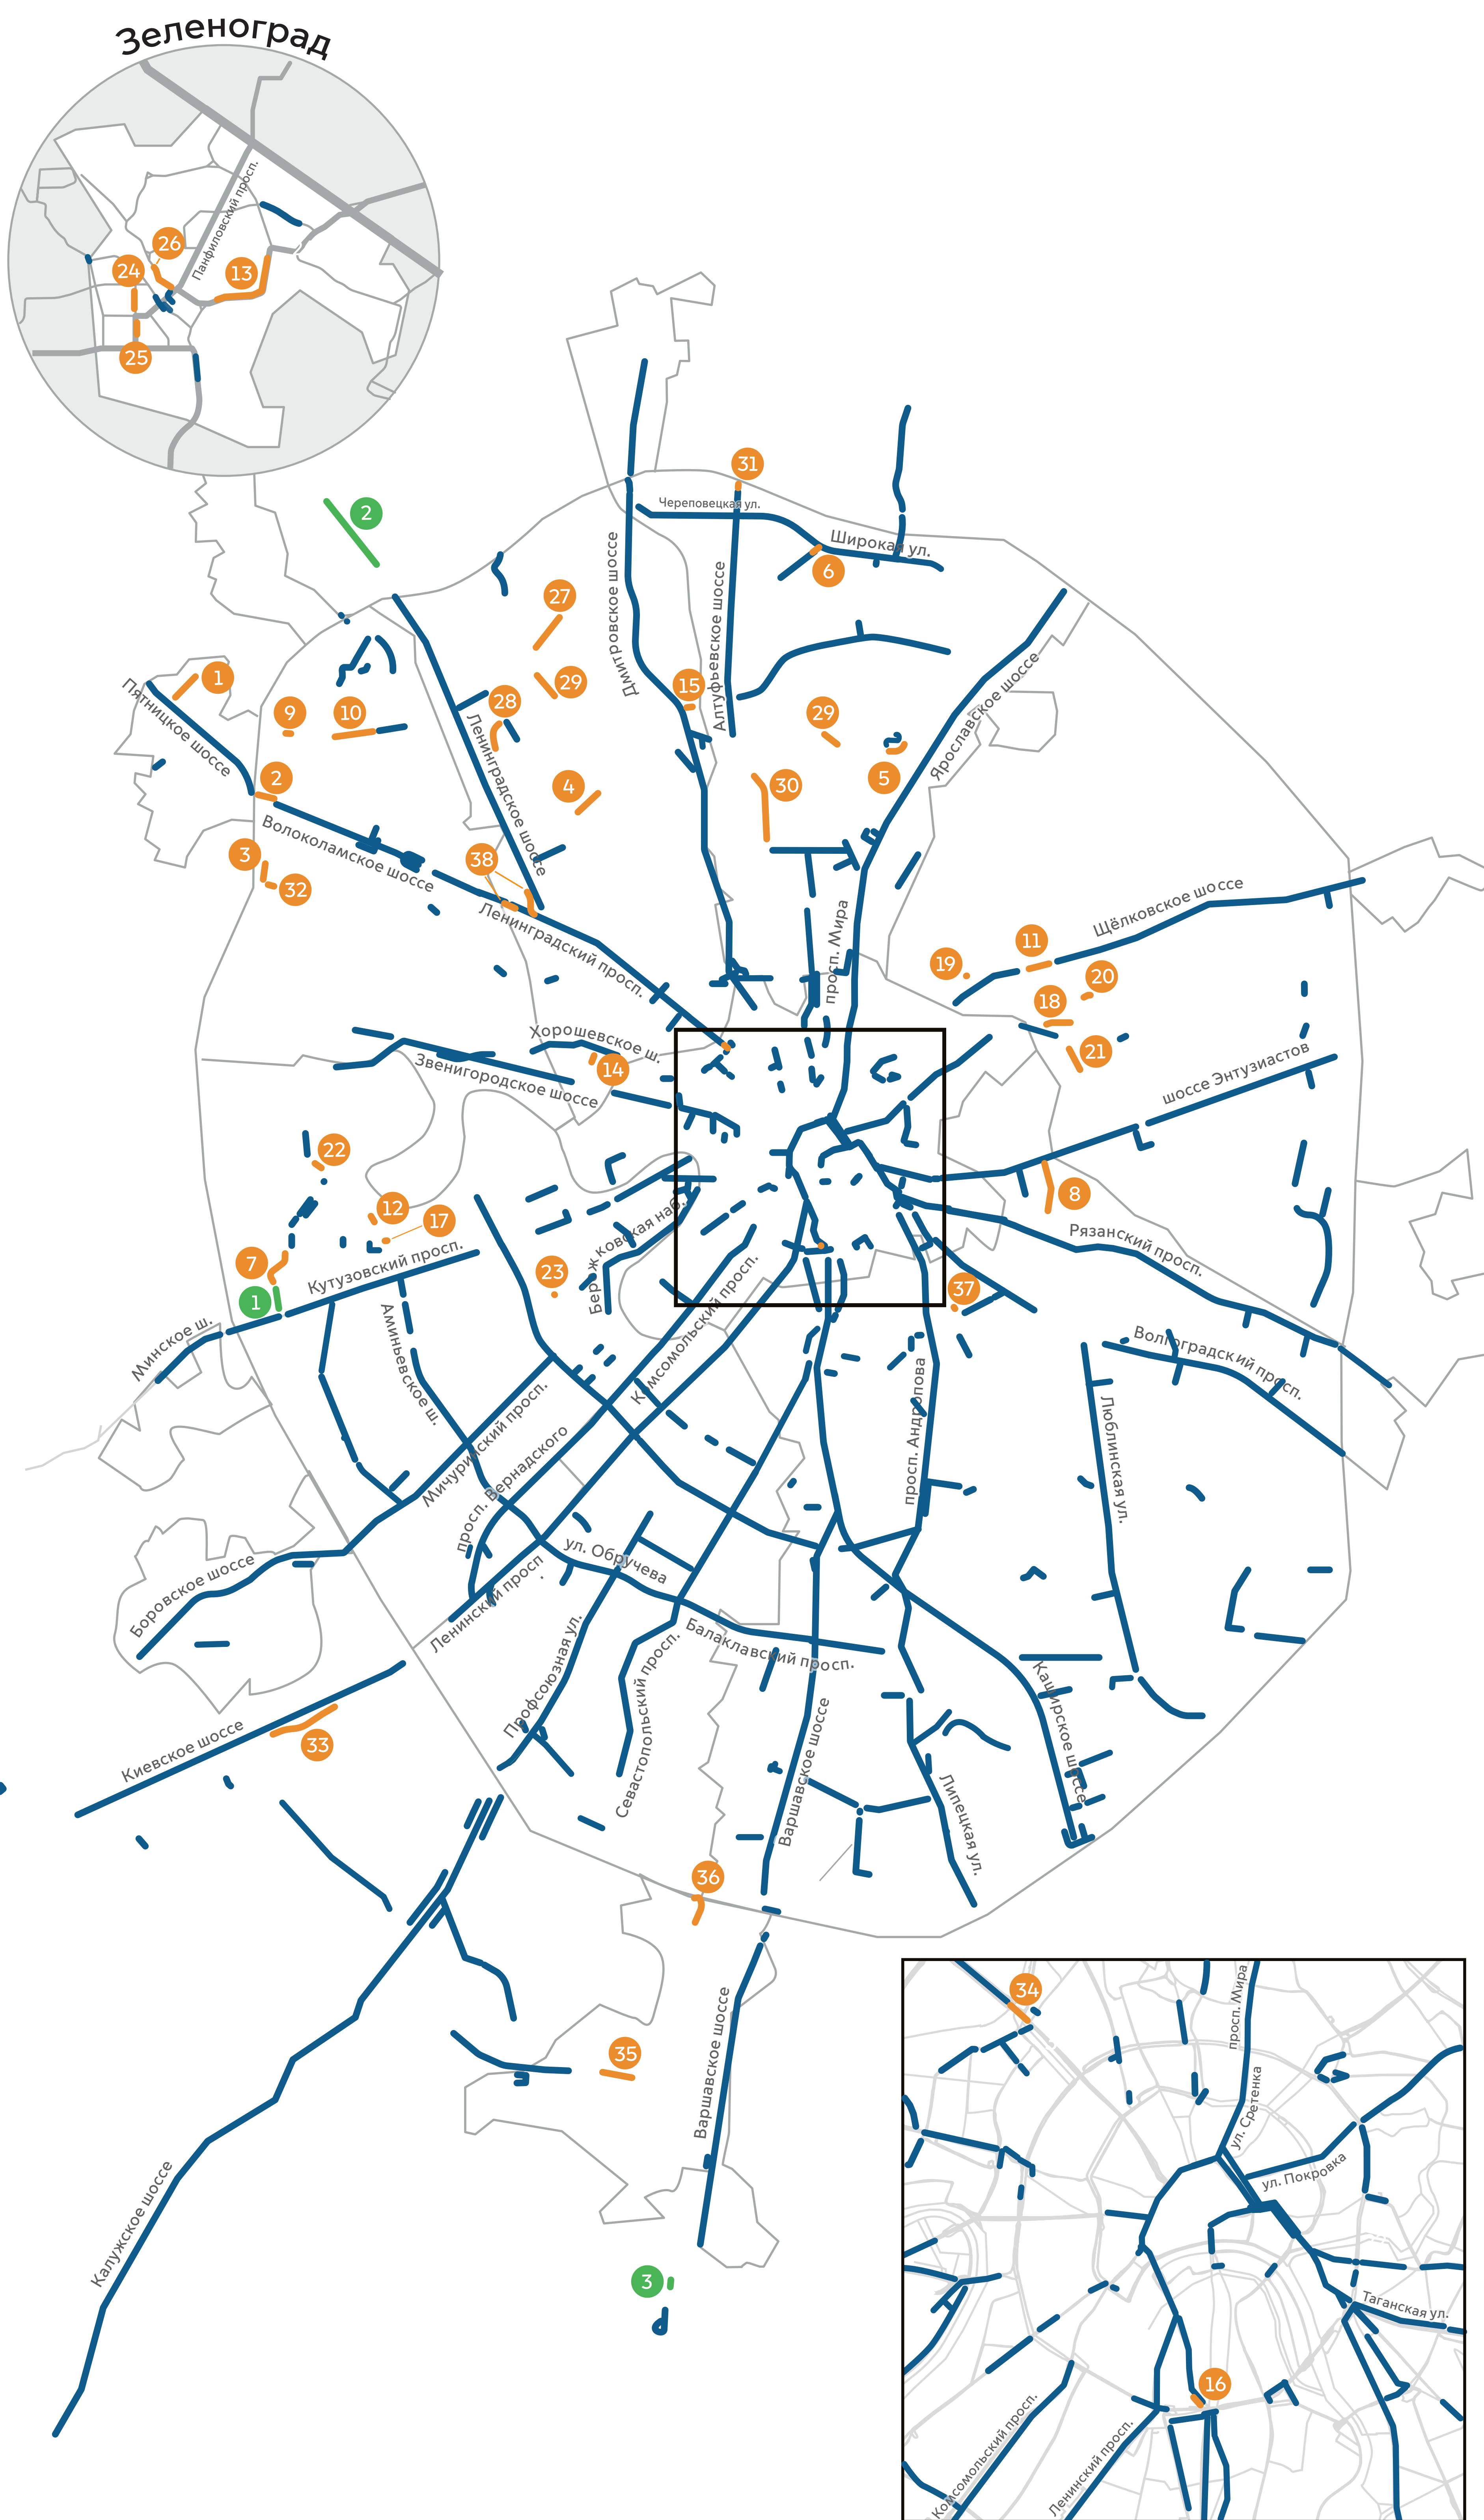 Зеленоград
Панфиловский просп.
26
24
13
25
2
31
Череповецкая ул.
Широкая ул.
6
27
Дмитровское шоссе
Алтуфьевское шоссе
1
29
15
28
Пятницкое шоссе
9
10
29
Ярославское шоссе
Ленинградское шоссе
2
4
30
5
Волоколамское шоссе
3
38
32
Щёлковское шоссе
Ленинградский просп.
просп. Мира
11
19
20
18
Хорошевское ш.
21
14
Звенигородское шоссе
шоссе Энтузиастов
22
8
12
17
Рязанский просп.
Кутузовский просп.
7
23
37
1
Бережковская наб.
Минское ш.
Аминьевское ш.
Комсомольский просп.
Волгоградский просп.
Мичуринский просп.
просп. Вернадского
просп. Андропова
Люблинская ул.
ул. Обручева
Боровское шоссе
Ленинский просп.
Балаклавский просп.
Профсоюзная ул.
Севастопольский просп.
Каширское шоссе
Киевское шоссе
33
Варшавское шоссе
Липецкая ул.
36
35
Варшавское шоссе
Калужское шоссе
3
34
просп. Мира
ул. Сретенка
ул. Покровка
Таганская ул.
16
Комсомольский просп.
Ленинский просп.